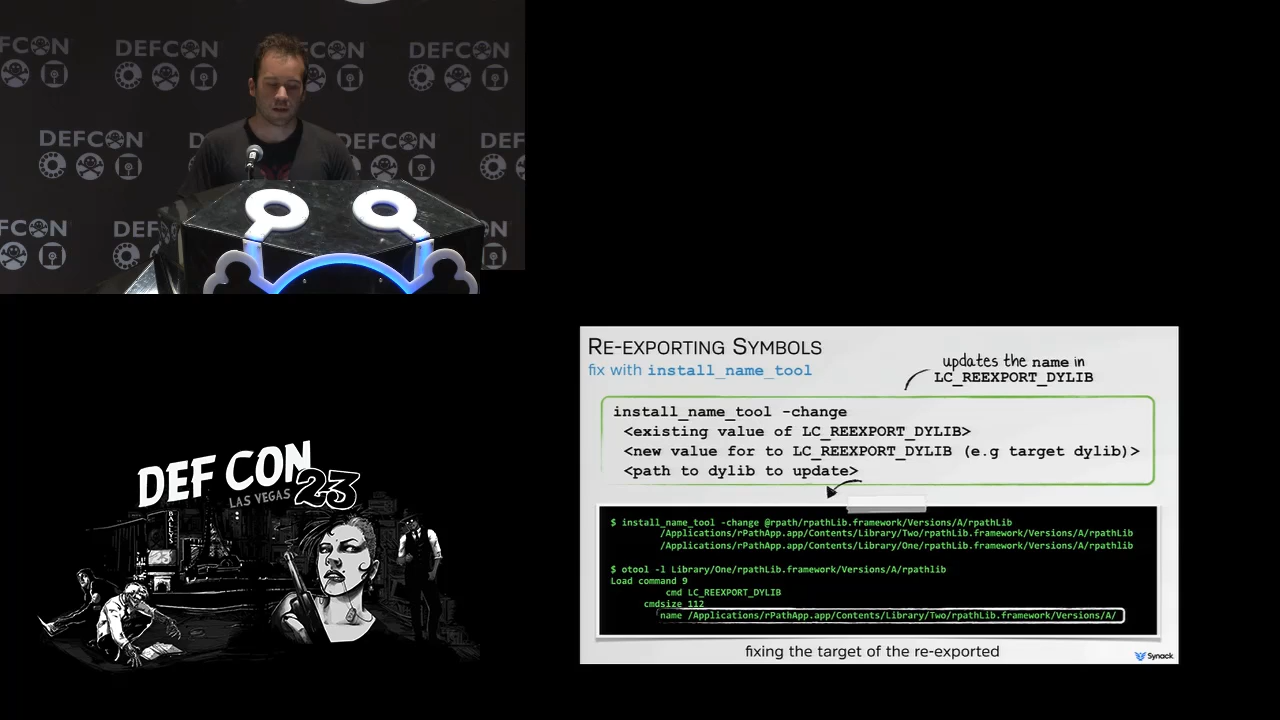 DEFCON DEFCON DEFCON
DEFCON DEFCON
DEFCON
DEF CON
LAS VEGAS 23
BALLYS
RE-EXPORTING SYMBOLS
fix with install_name_tool
updates the name in
LC_REEXPORT_DYLIB
install_name_tool -change
<existing value of LC_REEXPORT_DYLIB>
<new value for to LC_REEXPORT_DYLIB (e.g target dylib)>
<path to dylib to update>
$ install_name_tool -change @rpath/rpathLib.framework/Versions/A/rpathLib
/Applications/rPathApp.app/Contents/Library/Two/rpathLib.framework/Versions/A/rpathLib
/Applications/rPathApp.app/Contents/Library/One/rpathLib.framework/Versions/A/rpathlib
$ otool -l Library/One/rpathLib.framework/Versions/A/rpathlib
Load command 9
cmd LC_REEXPORT_DYLIB
cmdsize 112
name /Applications/rPathApp.app/Contents/Library/Two/rpathLib.framework/Versions/A/
fixing the target of the re-exported
Synack